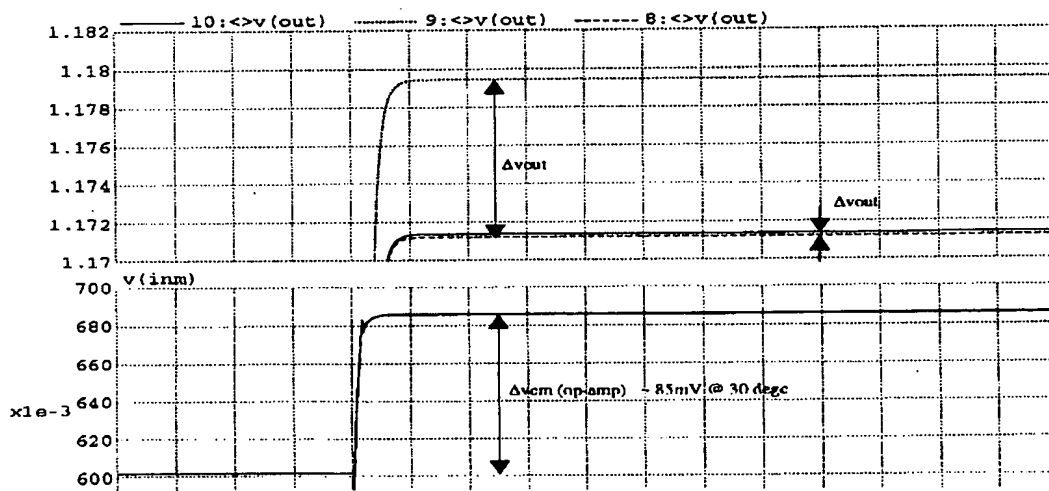 10:<>v(out) 9:<>v(out) 8:<>v(out)
1.182
1.18
1.178
1.176
Δvout
1.174
Δvout
1.172
1.17
v(inm)
700
680
660
Δvcm (op-amp) ~ 85mV @ 30 degc
x1e-3 640
620
600